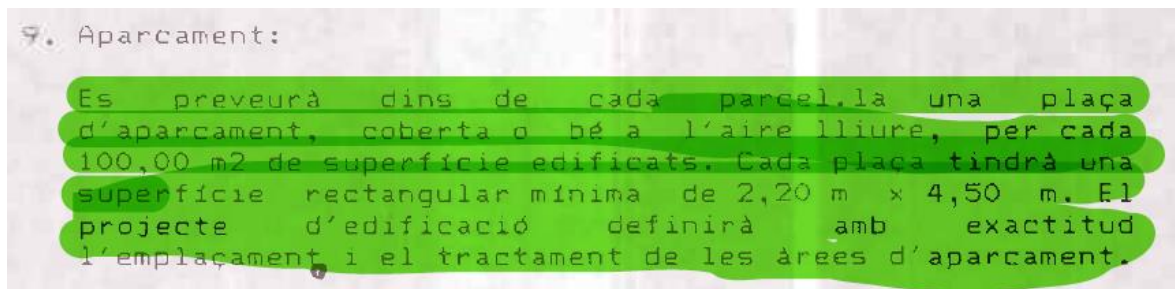 9. Aparcament:
Es preveurà dins de cada parcel.la una plaça
d'aparcament, coberta o bé a l'aire lliure, per cada
100,00 m2 de superfície edificats. Cada plaça tindrà una
superfície rectangular mínima de 2,20 m x 4,50 m. El
projecte d'edificació definirà amb exactitud
l'emplaçament i el tractament de les àrees d'aparcament.